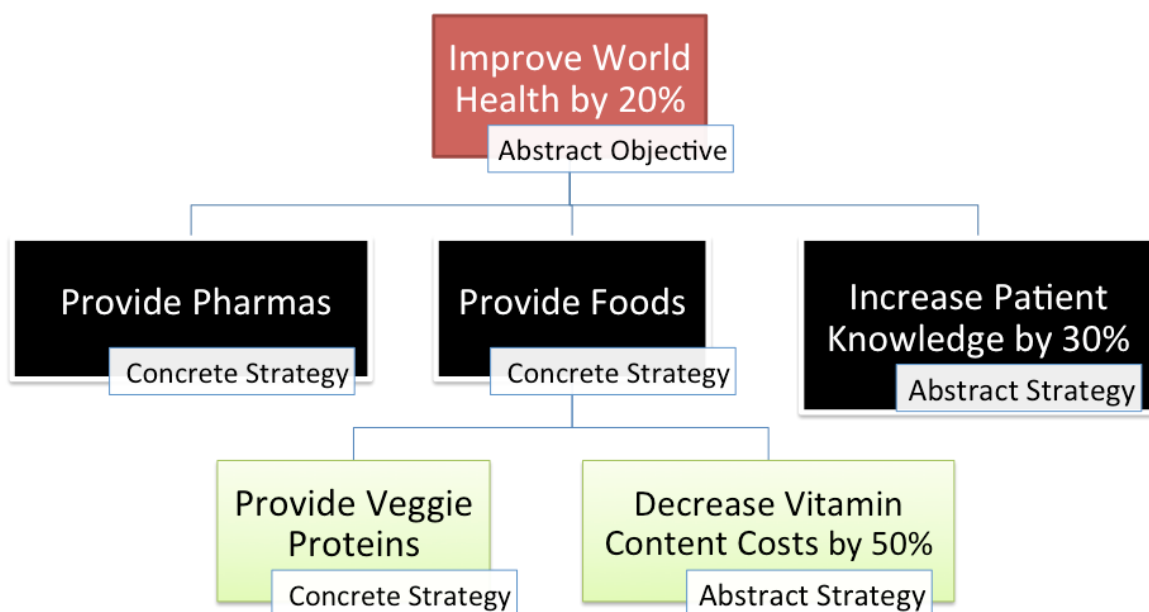 Improve World
Health by 20%
Abstract Objective
Provide Pharmas
Concrete Strategy
Provide Foods
Concrete Strategy
Increase Patient
Knowledge by 30%
Abstract Strategy
Provide Veggie
Proteins
Concrete Strategy
Decrease Vitamin
Content Costs by 50%
Abstract Strategy